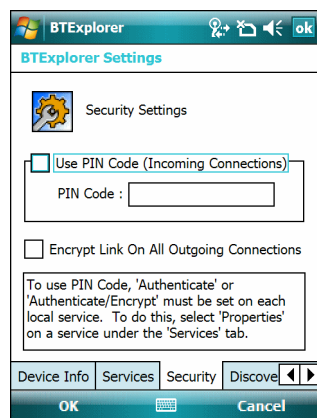 BTExplorer ok
BTExplorer Settings
Security Settings
Use PIN Code (Incoming Connections)
PIN Code :
Encrypt Link On All Outgoing Connections
To use PIN Code, 'Authenticate' or
'Authenticate/Encrypt' must be set on each
local service.  To do this, select 'Properties'
on a service under the 'Services' tab.
Device Info Services Security Discove
OK Cancel